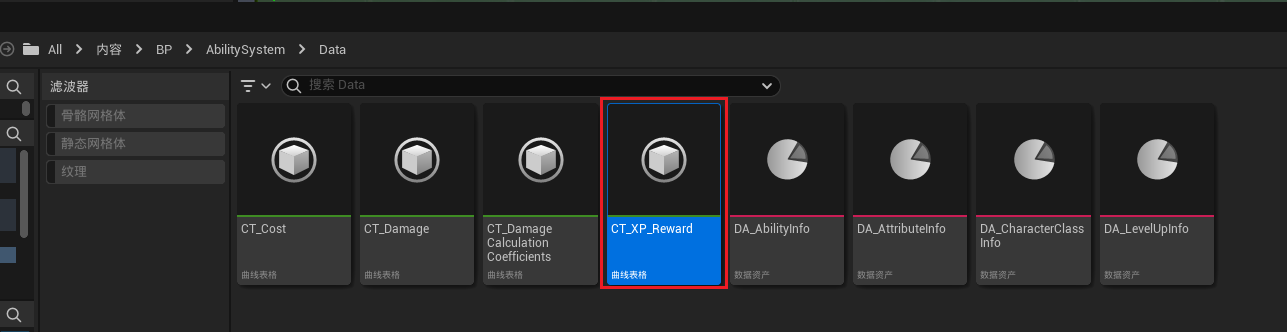 All > 内容 > BP > AbilitySystem > Data
滤波器
搜索 Data
骨骼网格体
静态网格体
纹理
CT_Cost
曲线表格
CT_Damage
曲线表格
CT_Damage
Calculation
Coefficients
曲线表格
CT_XP_Reward
曲线表格
DA_AbilityInfo
数据资产
DA_AttributeInfo
数据资产
DA_CharacterClass
Info
数据资产
DA_LevelUpInfo
数据资产